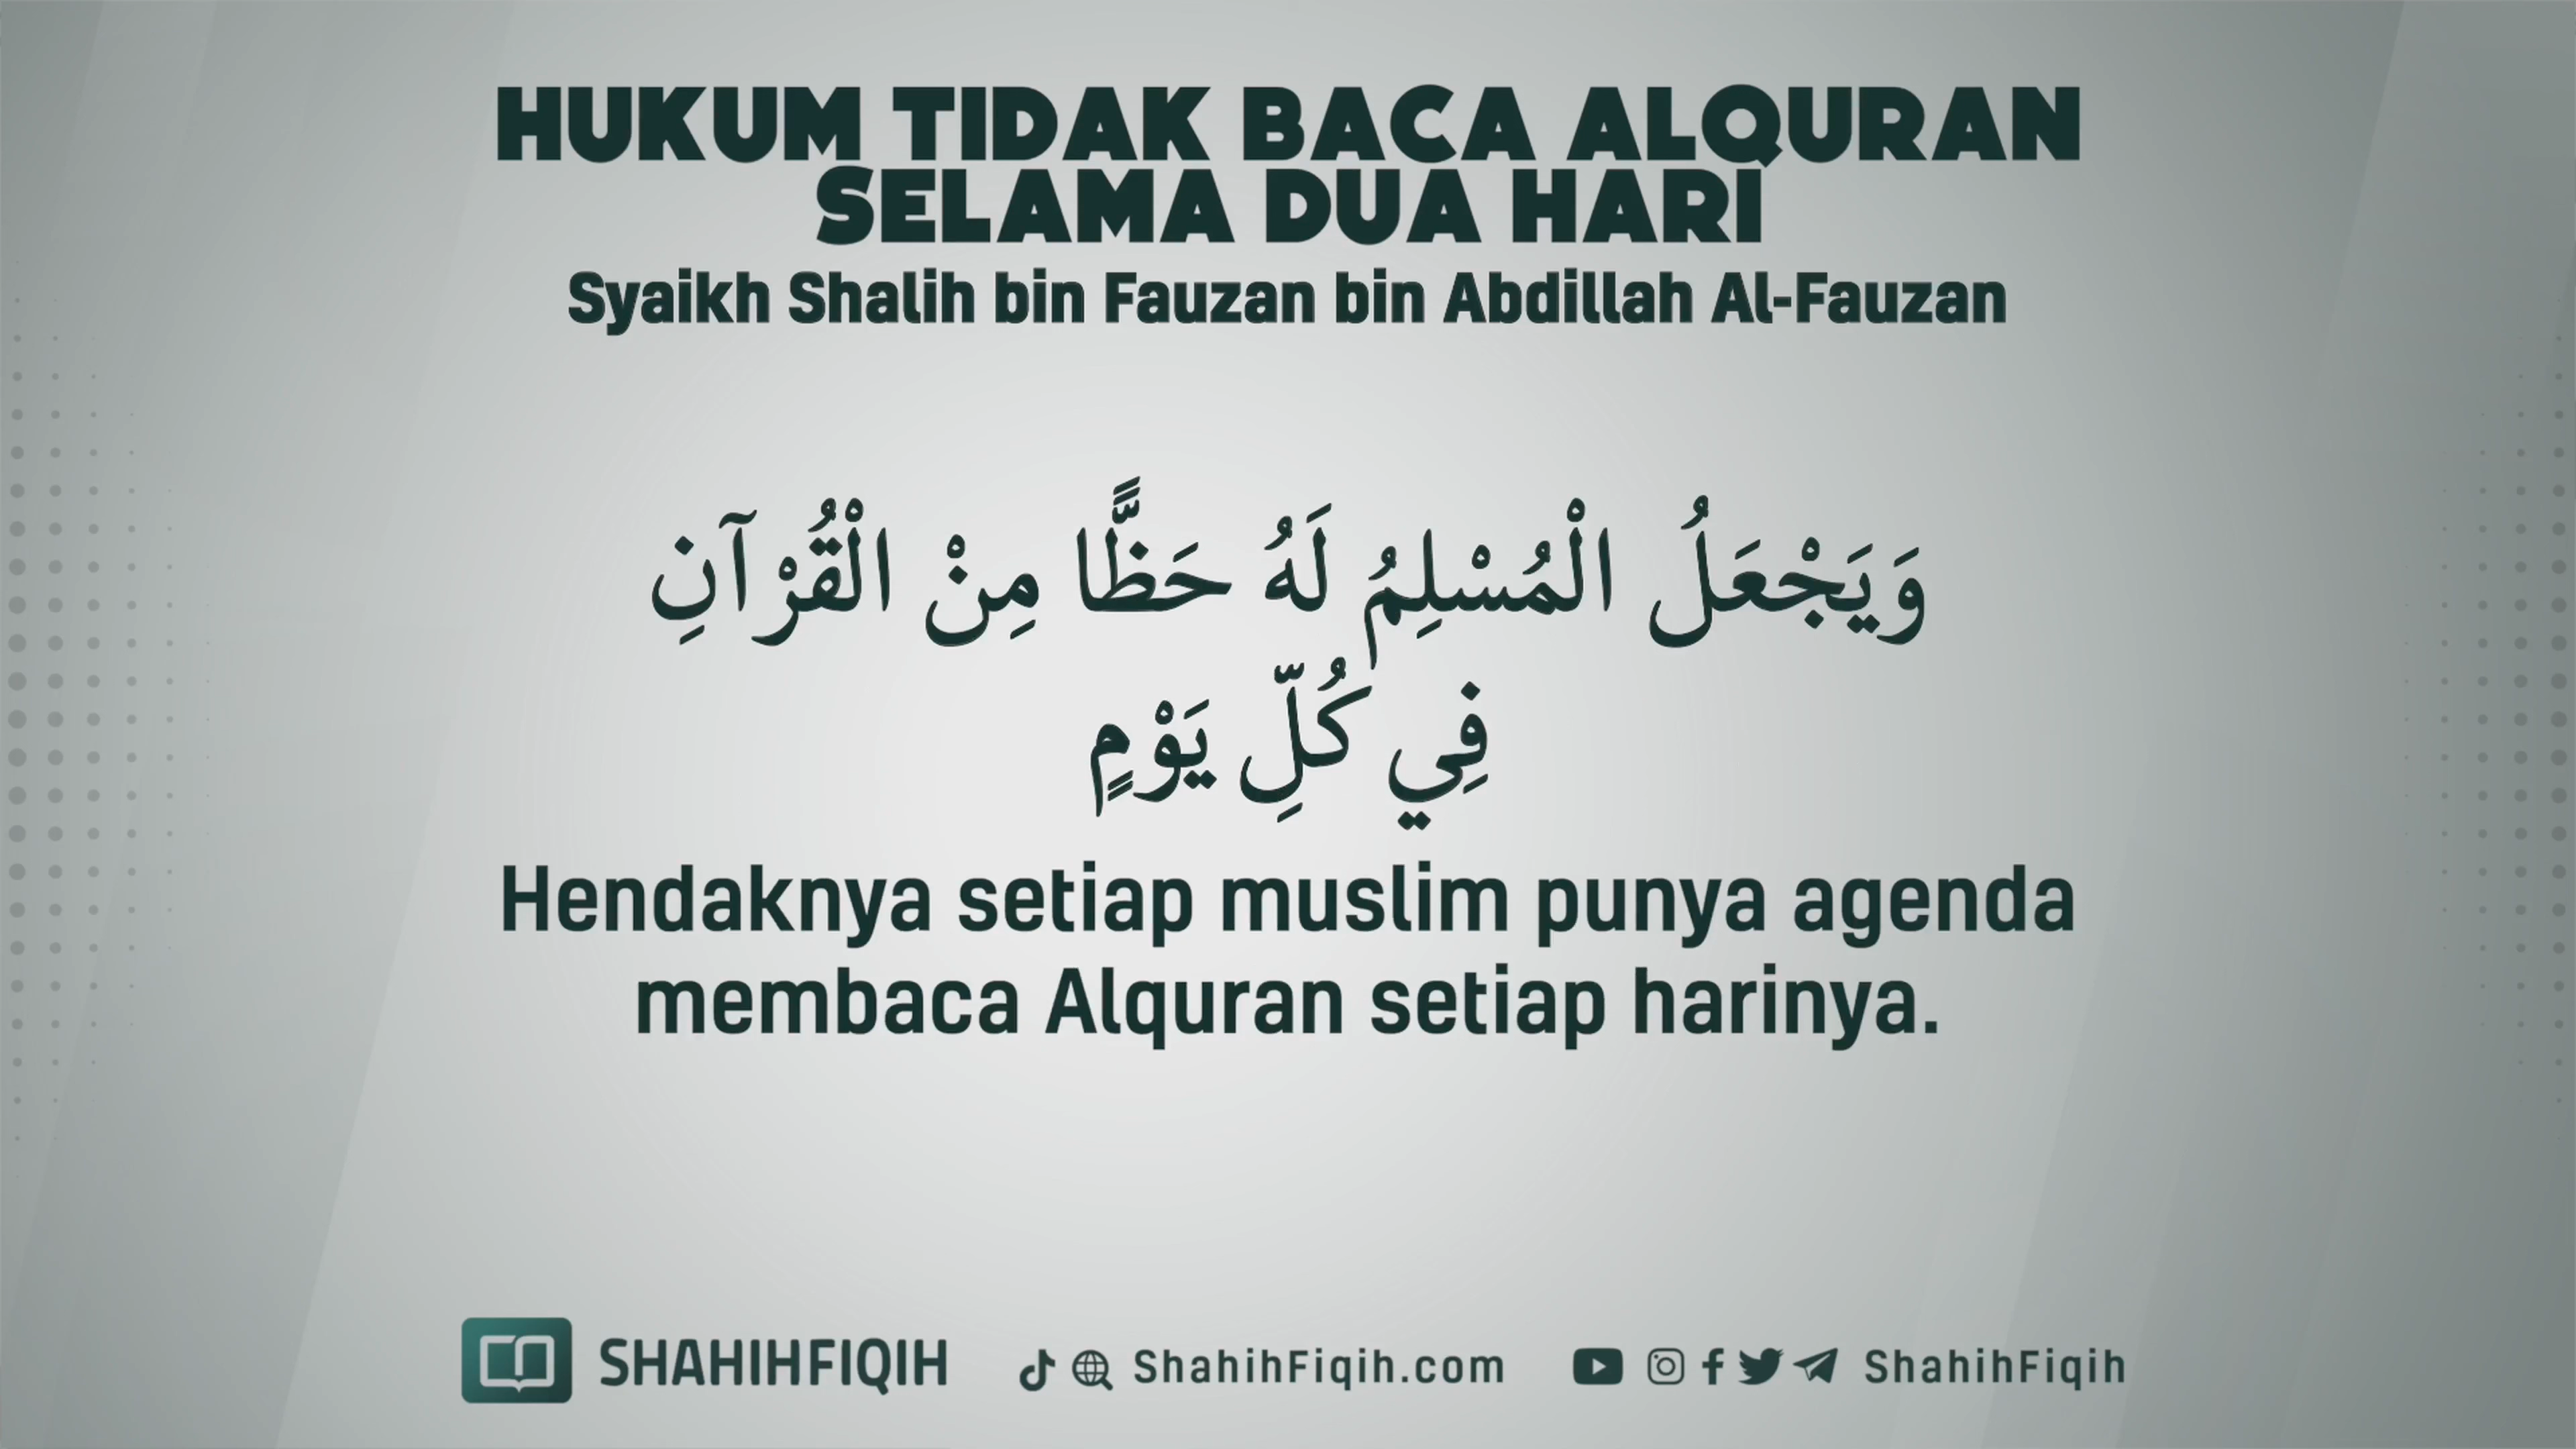 HUKUM TIDAK BACA ALQURAN
SELAMA DUA HARI
Syaikh Shalih bin Fauzan bin Abdillah Al-Fauzan
وَيَجْعَلُ الْمُسْلِمُ لَهُ حَظًّا مِنْ الْقُرْآنِ
فِي كُلِّ يَوْمٍ
Hendaknya setiap muslim punya agenda
membaca Alquran setiap harinya.
SHAHIHFIQIH ShahihFiqih.com ShahihFiqih